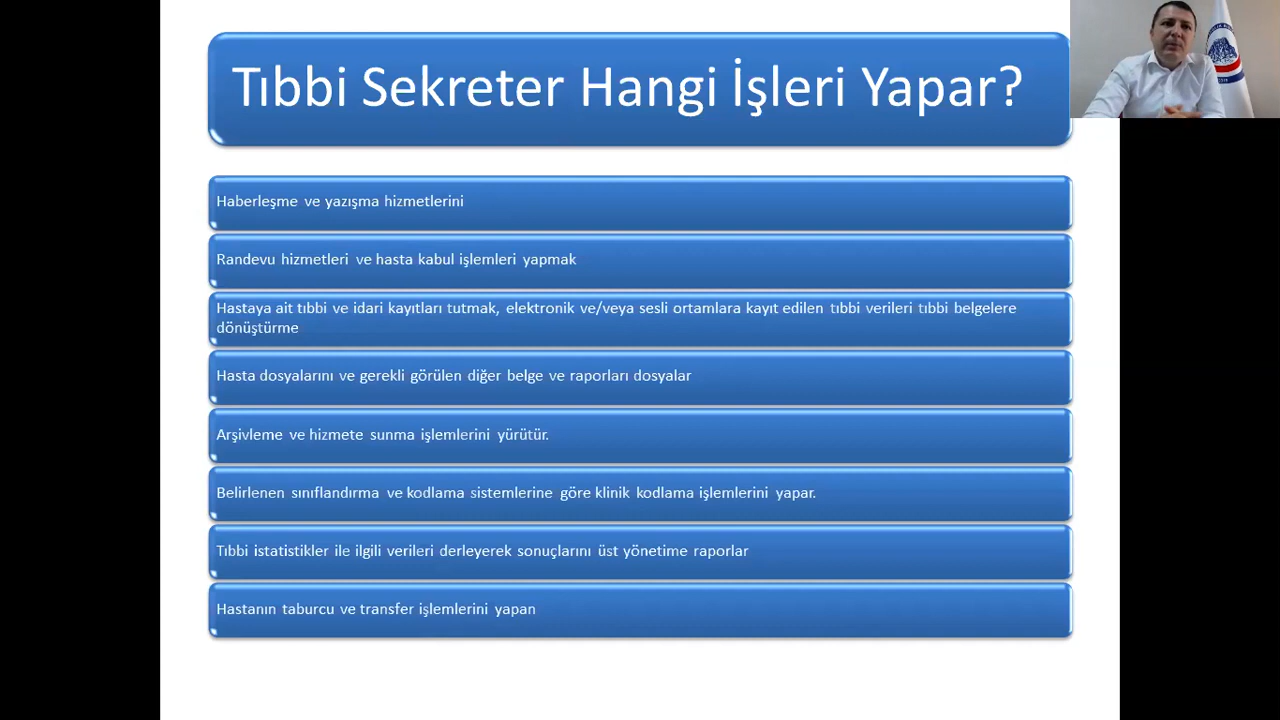 Tıbbi Sekreter Hangi İşleri Yapar?
Haberleşme ve yazışma hizmetlerini
Randevu hizmetleri ve hasta kabul işlemleri yapmak
Hastaya ait tıbbi ve idari kayıtları tutmak, elektronik ve/veya sesli ortamlara kayıt edilen tıbbi verileri tıbbi belgelere
dönüştürme
Hasta dosyalarını ve gerekli görülen diğer belge ve raporları dosyalar
Arşivleme ve hizmete sunma işlemlerini yürütür.
Belirlenen sınıflandırma ve kodlama sistemlerine göre klinik kodlama işlemlerini yapar.
Tıbbi istatistikler ile ilgili verileri derleyerek sonuçlarını üst yönetime raporlar
Hastanın taburcu ve transfer işlemlerini yapan